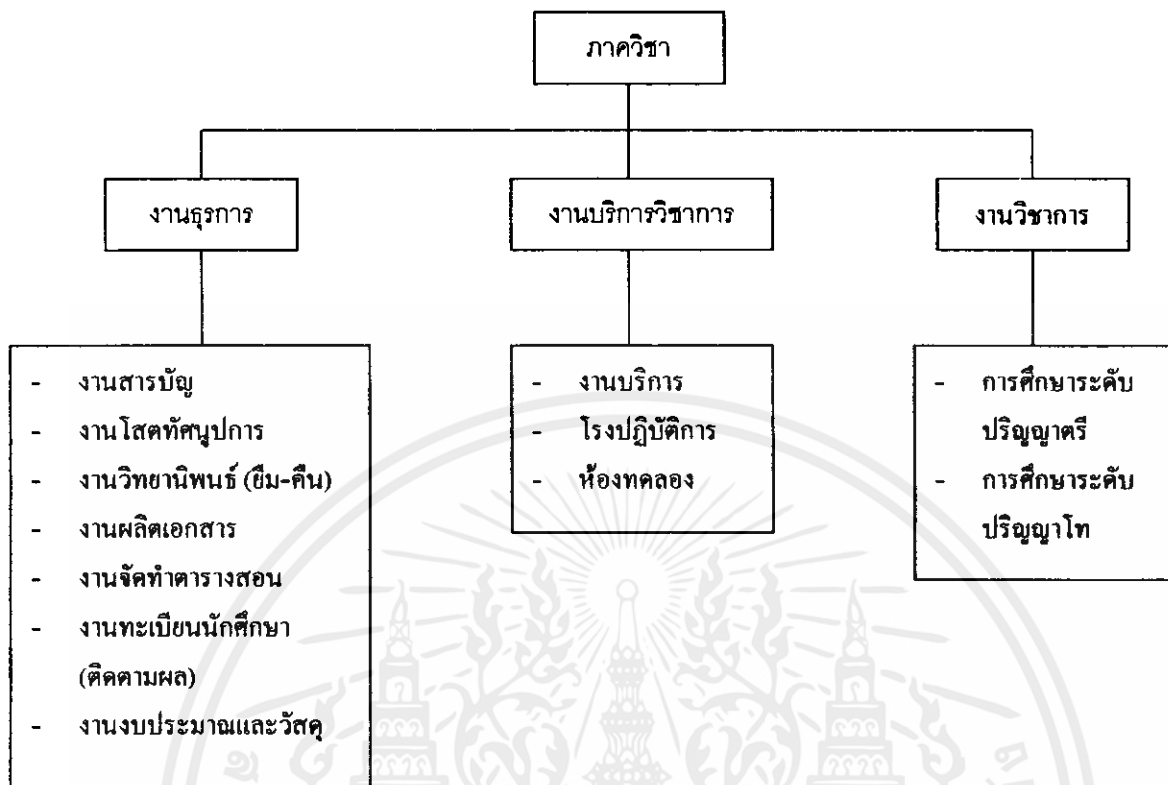 ภาควิชา
งานธุรการ
งานบริการวิชาการ
งานวิชาการ
- งานสารบัญ
- งานโสตทัศนูปการ
- งานวิทยานิพนธ์ (ยืม-คืน)
- งานผลิตเอกสาร
- งานจัดทำตารางสอน
- งานทะเบียนนักศึกษา
(ติดตามผล)
- งานงบประมาณและวัสดุ
- งานบริการ
- โรงปฏิบัติการ
- ห้องทดลอง
- การศึกษาระดับ
ปริญญาตรี
- การศึกษาระดับ
ปริญญาโท